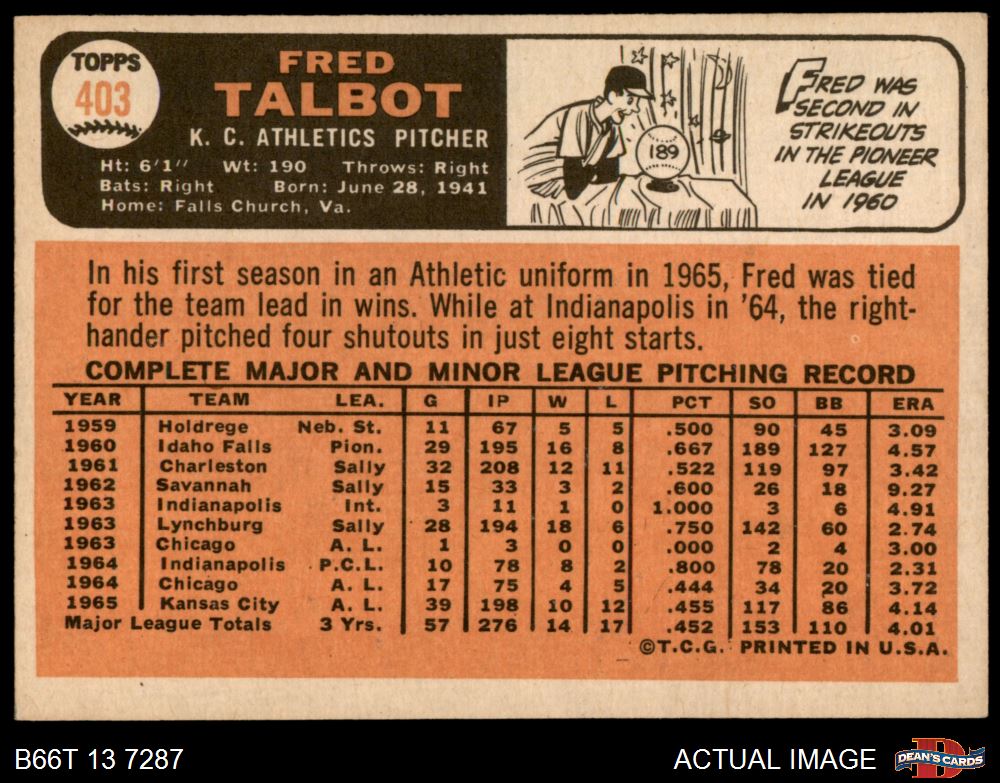 TOPPS
403
FRED
TALBOT
K. C. ATHLETICS PITCHER
Ht: 6'1" Wt: 190 Throws: Right
Bats: Right Born: June 28, 1941
Home: Falls Church, Va.
189
FRED WAS
SECOND IN
STRIKEOUTS
IN THE PIONEER
LEAGUE
IN 1960
In his first season in an Athletic uniform in 1965, Fred was tied
for the team lead in wins. While at Indianapolis in '64, the right-
hander pitched four shutouts in just eight starts.
COMPLETE MAJOR AND MINOR LEAGUE PITCHING RECORD
YEAR TEAM LEA. G IP W L PCT SO BB ERA
1959 Holdrege Neb. St. 11 67 5 5 .500 90 45 3.09
1960 Idaho Falls Pion. 29 195 16 8 .667 189 127 4.57
1961 Charleston Sally 32 208 12 11 .522 119 97 3.42
1962 Savannah Sally 15 33 3 2 .600 26 18 9.27
1963 Indianapolis Int. 3 11 1 0 1.000 3 6 4.91
1963 Lynchburg Sally 28 194 18 6 .750 142 60 2.74
1963 Chicago A. L. 1 3 0 0 .000 2 4 3.00
1964 Indianapolis P.C.L. 10 78 8 2 .800 78 20 2.31
1964 Chicago A. L. 17 75 4 5 .444 34 20 3.72
1965 Kansas City A. L. 39 198 10 12 .455 117 86 4.14
Major League Totals 3 Yrs. 57 276 14 17 .452 153 110 4.01
©T.C.G. PRINTED IN U.S.A.
B66T 13 7287
ACTUAL IMAGE
DEAN'S CARDS